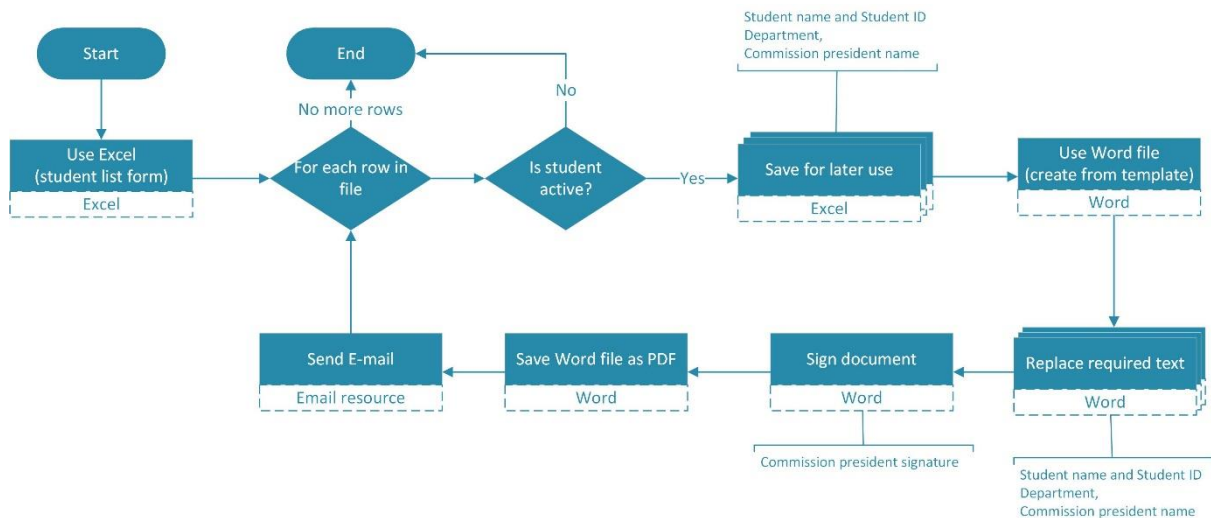 Student name and Student ID
Department,
Commission president name
Start
End
No
No more rows
Use Excel
(student list form)
Excel
For each row in
file
Is student
active?
Yes
Save for later use
Excel
Use Word file
(create from template)
Word
Send E-mail
Email resource
Save Word file as PDF
Word
Sign document
Word
Replace required text
Word
Commission president signature
Student name and Student ID
Department,
Commission president name